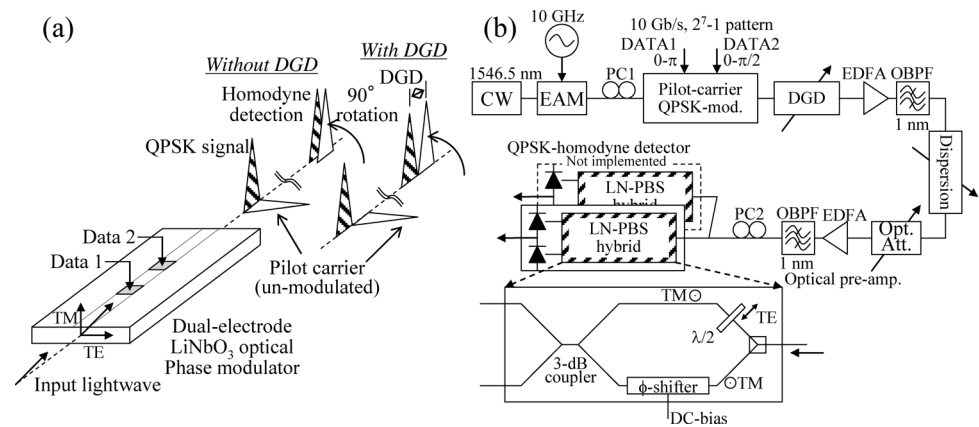 (a)
Without DGD
With DGD
DGD
Homodyne
detection
90°
rotation
QPSK signal
Data 2
Data 1
Pilot carrier
(un-modulated)
TM
TE
Dual-electrode
LiNbO3 optical
Phase modulator
Input lightwave
(b)
10 GHz
10 Gb/s, 2⁷-1 pattern
DATA1
0-π
DATA2
0-π/2
1546.5 nm
CW
EAM
PC1
Pilot-carrier
QPSK-mod.
DGD
EDFA
OBPF
1 nm
Dispersion
QPSK-homodyne detector
Not implemented
LN-PBS
hybrid
LN-PBS
hybrid
PC2
OBPF
EDFA
1 nm
Opt.
Att.
Optical pre-amp.
TM⊙
TE
λ/2
3-dB
coupler
ϕ-shifter
⊙TM
DC-bias